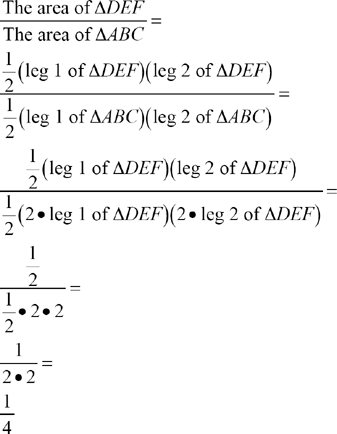 The area of ΔDEF
The area of ΔABC =
1/2 (leg 1 of ΔDEF)(leg 2 of ΔDEF)
1/2 (leg 1 of ΔABC)(leg 2 of ΔABC) =
1/2 (leg 1 of ΔDEF)(leg 2 of ΔDEF)
1/2 (2•leg 1 of ΔDEF)(2•leg 2 of ΔDEF) =
1/2
1/2 •2•2 =
1
2•2 =
1
4